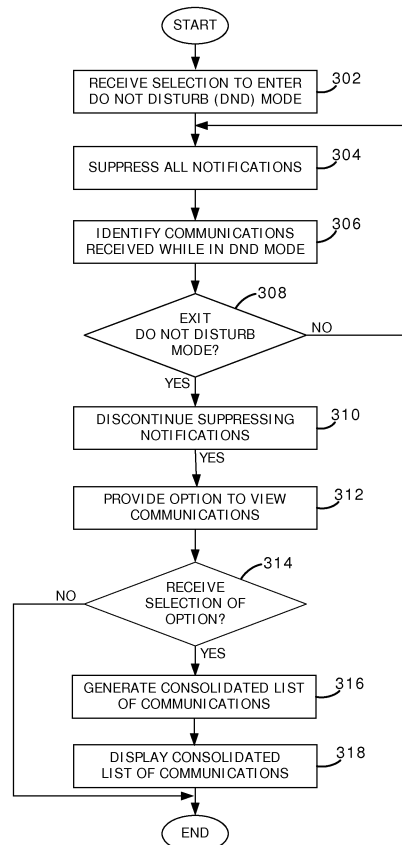 START
RECEIVE SELECTION TO ENTER
DO NOT DISTURB (DND) MODE
302
SUPPRESS ALL NOTIFICATIONS
304
IDENTIFY COMMUNICATIONS
RECEIVED WHILE IN DND MODE
306
308
EXIT
DO NOT DISTURB
MODE?
NO
YES
DISCONTINUE SUPPRESSING
NOTIFICATIONS
310
YES
PROVIDE OPTION TO VIEW
COMMUNICATIONS
312
314
RECEIVE
SELECTION OF
OPTION?
NO
YES
GENERATE CONSOLIDATED LIST
OF COMMUNICATIONS
316
DISPLAY CONSOLIDATED
LIST OF COMMUNICATIONS
318
END